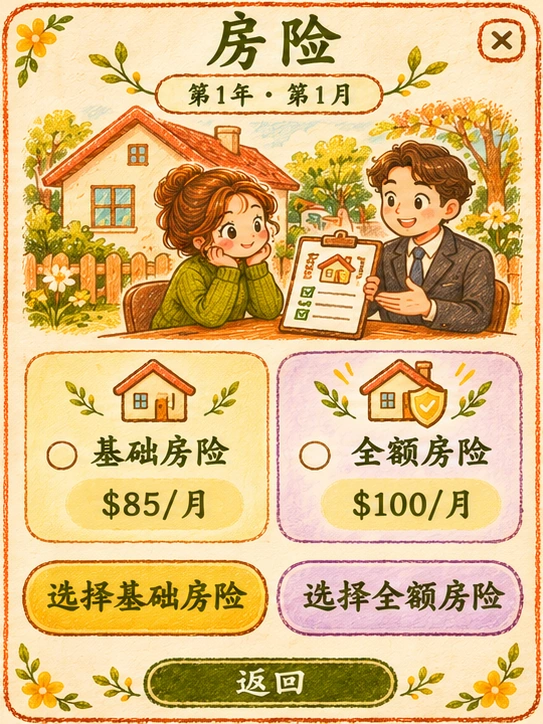 房险
第1年·第1月
基础房险
$85/月
全额房险
$100/月
选择基础房险
选择全额房险
返回